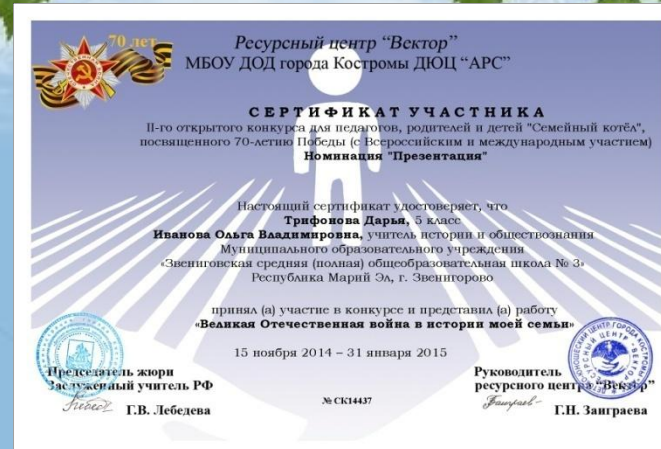 70 лет
Ресурсный центр "Вектор"
МБОУ ДОД города Костромы ДЮЦ "АРС"
СЕРТИФИКАТ УЧАСТНИКА
II-го открытого конкурса для педагогов, родителей и детей "Семейный котёл",
посвященного 70-летию Победы (с Всероссийским и международным участием)
Номинация "Презентация"
Настоящий сертификат удостоверяет, что
Трифонова Дарья, 5 класс
Иванова Ольга Владимировна, учитель истории и обществознания
Муниципального образовательного учреждения
«Звениговская средняя (полная) общеобразовательная школа № 3»
Республика Марий Эл, г. Звенигорово
принял (а) участие в конкурсе и представил (а) работу
«Великая Отечественная война в истории моей семьи»
15 ноября 2014 – 31 января 2015
Председатель жюри
Заслуженный учитель РФ
Г.В. Лебедева
№ СК14437
Руководитель
ресурсного центра "Вектор"
Г.Н. Заиграева